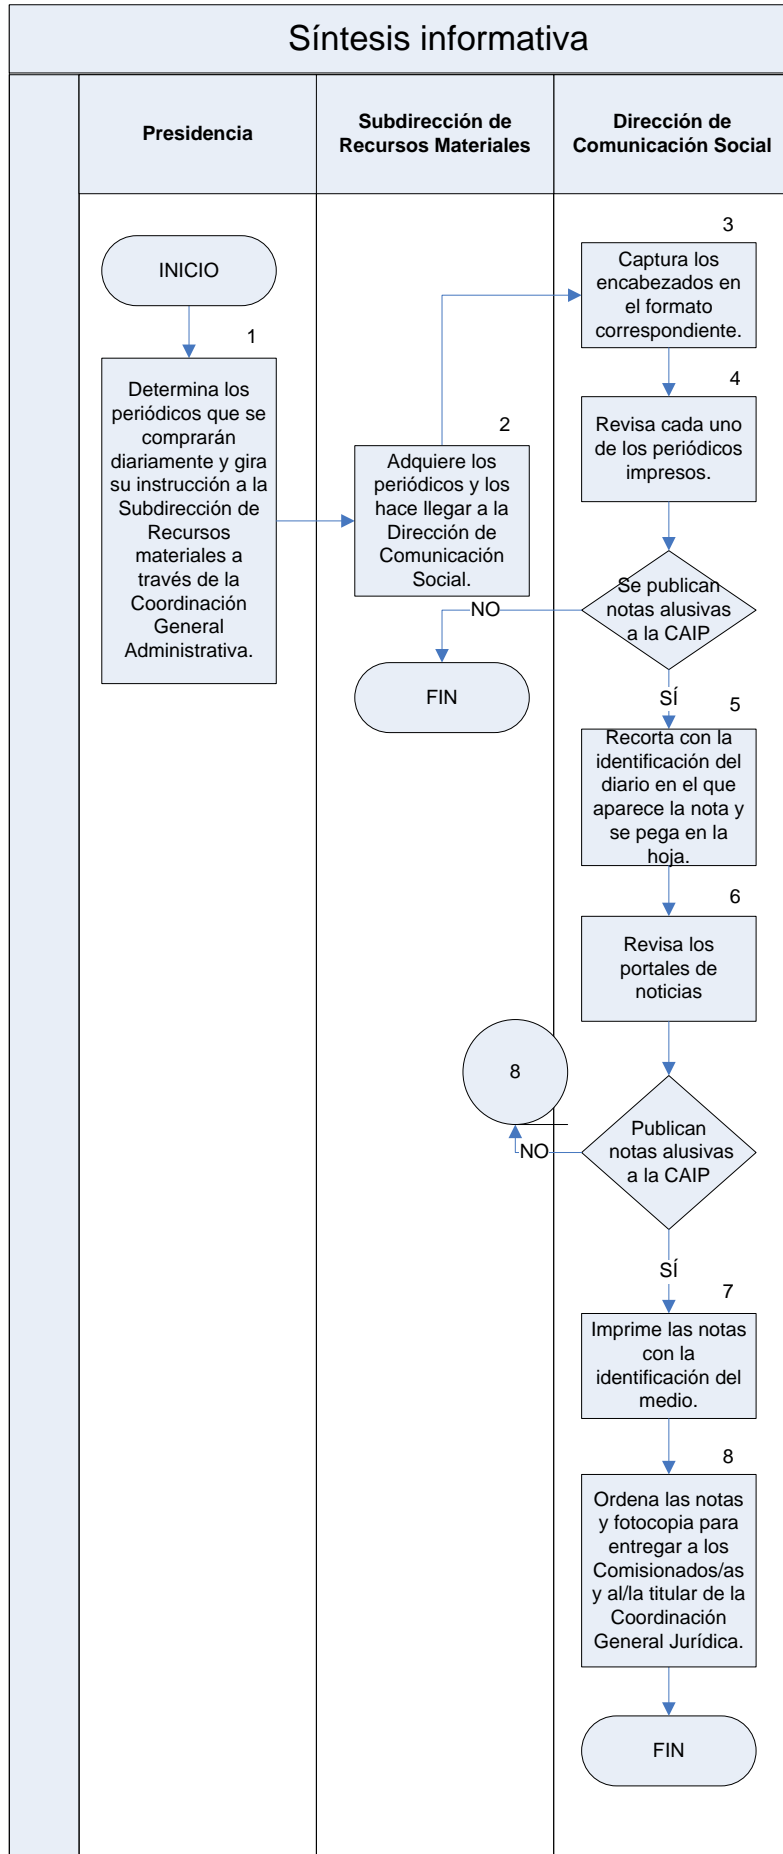 Síntesis informativa
Presidencia
Subdirección de
Recursos Materiales
Dirección de
Comunicación Social
INICIO
1
Determina los
periódicos que se
comprarán
diariamente y gira
su instrucción a la
Subdirección de
Recursos
materiales a
través de la
Coordinación
General
Administrativa.
2
Adquiere los
periódicos y los
hace llegar a la
Dirección de
Comunicación
Social.
3
Captura los
encabezados en
el formato
correspondiente.
4
Revisa cada uno
de los periódicos
impresos.
Se publican
notas alusivas
a la CAIP
NO
FIN
SÍ
5
Recorta con la
identificación del
diario en el que
aparece la nota y
se pega en la
hoja.
6
Revisa los
portales de
noticias
8
Publican
notas alusivas
a la CAIP
NO
SÍ
7
Imprime las notas
con la
identificación del
medio.
8
Ordena las notas
y fotocopia para
entregar a los
Comisionados/as
y al/la titular de la
Coordinación
General Jurídica.
FIN